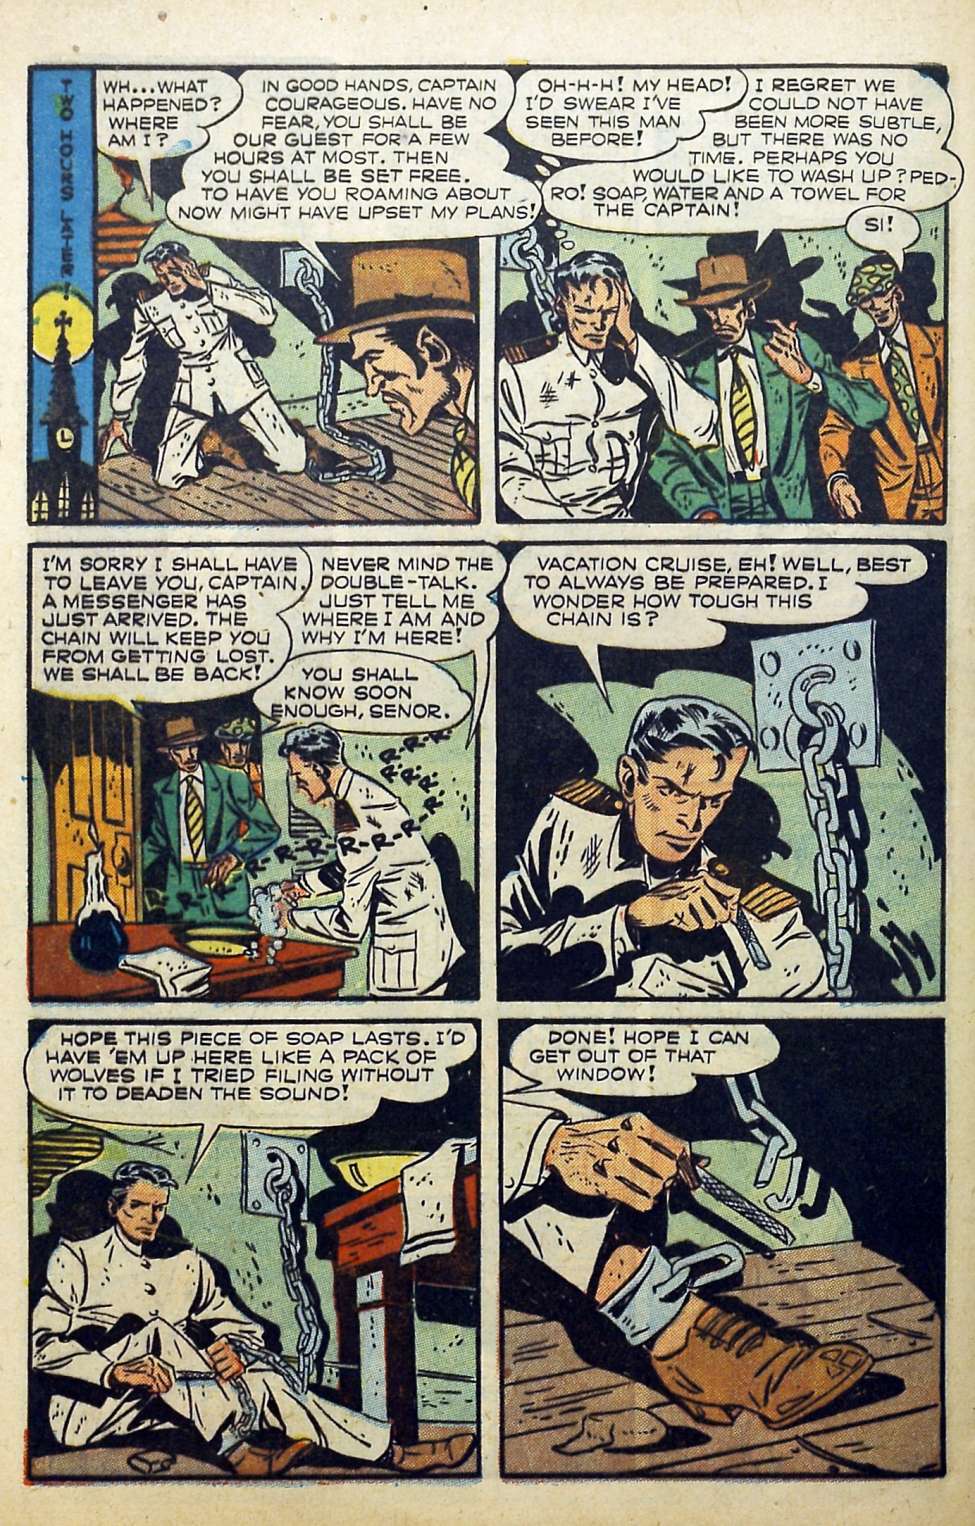 TWO HOURS LATER!
WH...WHAT
HAPPENED?
WHERE
AM I?
IN GOOD HANDS, CAPTAIN
COURAGEOUS. HAVE NO
FEAR, YOU SHALL BE
OUR GUEST FOR A FEW
HOURS AT MOST. THEN
YOU SHALL BE SET FREE.
TO HAVE YOU ROAMING ABOUT
NOW MIGHT HAVE UPSET MY PLANS!
OH-H-H! MY HEAD!
I'D SWEAR I'VE
SEEN THIS MAN
BEFORE!
I REGRET WE
COULD NOT HAVE
BEEN MORE SUBTLE,
BUT THERE WAS NO
TIME. PERHAPS YOU
WOULD LIKE TO WASH UP? PED-
RO! SOAP, WATER AND A TOWEL FOR
THE CAPTAIN!
SI!
I'M SORRY I SHALL HAVE
TO LEAVE YOU, CAPTAIN.
A MESSENGER HAS
JUST ARRIVED. THE
CHAIN WILL KEEP YOU
FROM GETTING LOST.
WE SHALL BE BACK!
NEVER MIND THE
DOUBLE-TALK.
JUST TELL ME
WHERE I AM AND
WHY I'M HERE!
YOU SHALL
KNOW SOON
ENOUGH, SENOR.
R-R-R-R-R-R-R-R-R-R-R-R-R-R-R-R-R-
VACATION CRUISE, EH! WELL, BEST
TO ALWAYS BE PREPARED. I
WONDER HOW TOUGH THIS
CHAIN IS?
HOPE THIS PIECE OF SOAP LASTS. I'D
HAVE 'EM UP HERE LIKE A PACK OF
WOLVES IF I TRIED FILING WITHOUT
IT TO DEADEN THE SOUND!
DONE! HOPE I CAN
GET OUT OF THAT
WINDOW!